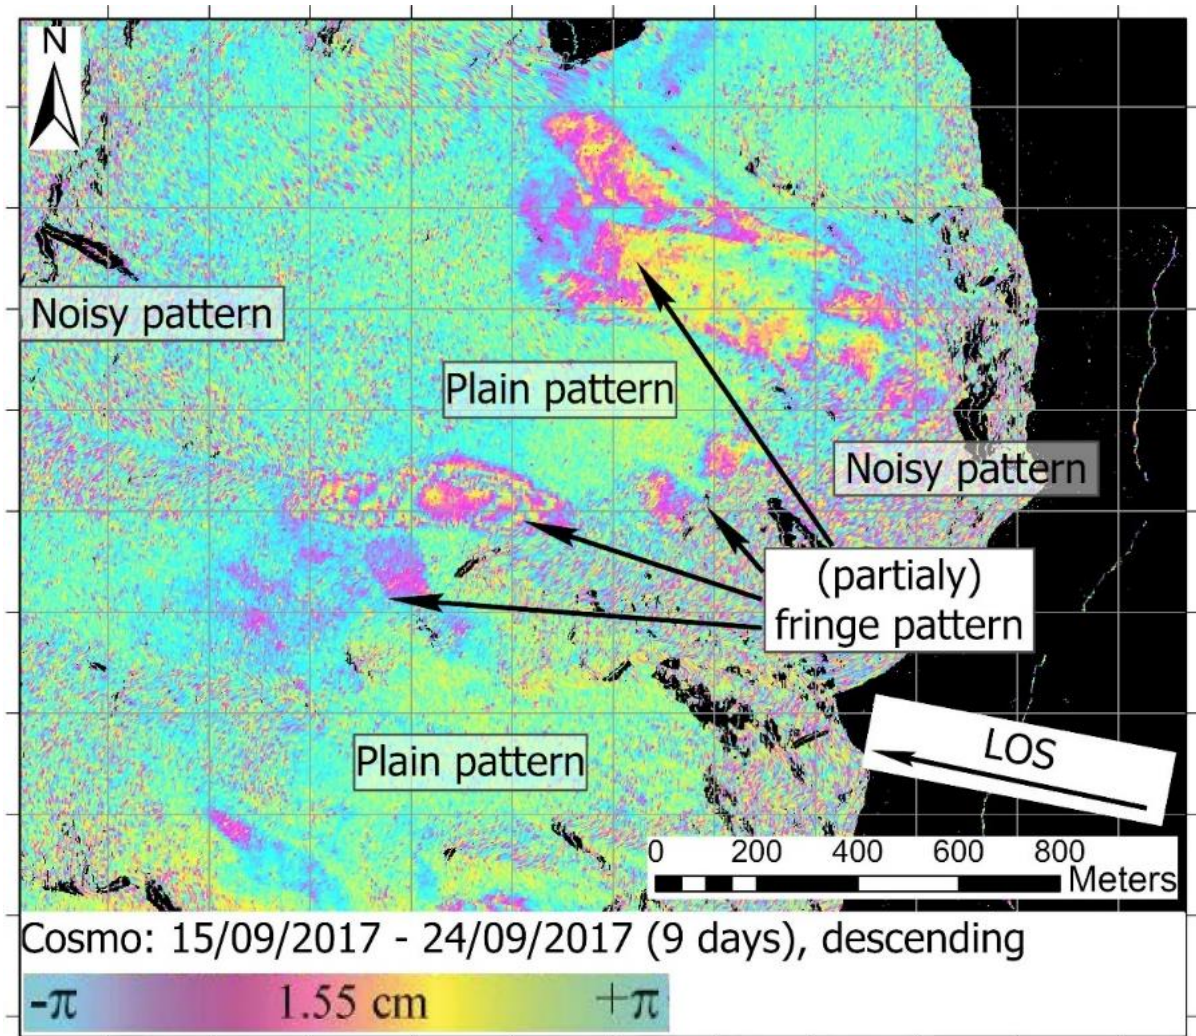 N
Noisy pattern
Plain pattern
Noisy pattern
(partialy)
fringe pattern
Plain pattern
LOS
0 200 400 600 800
Meters
Cosmo: 15/09/2017 - 24/09/2017 (9 days), descending
-π 1.55 cm +π